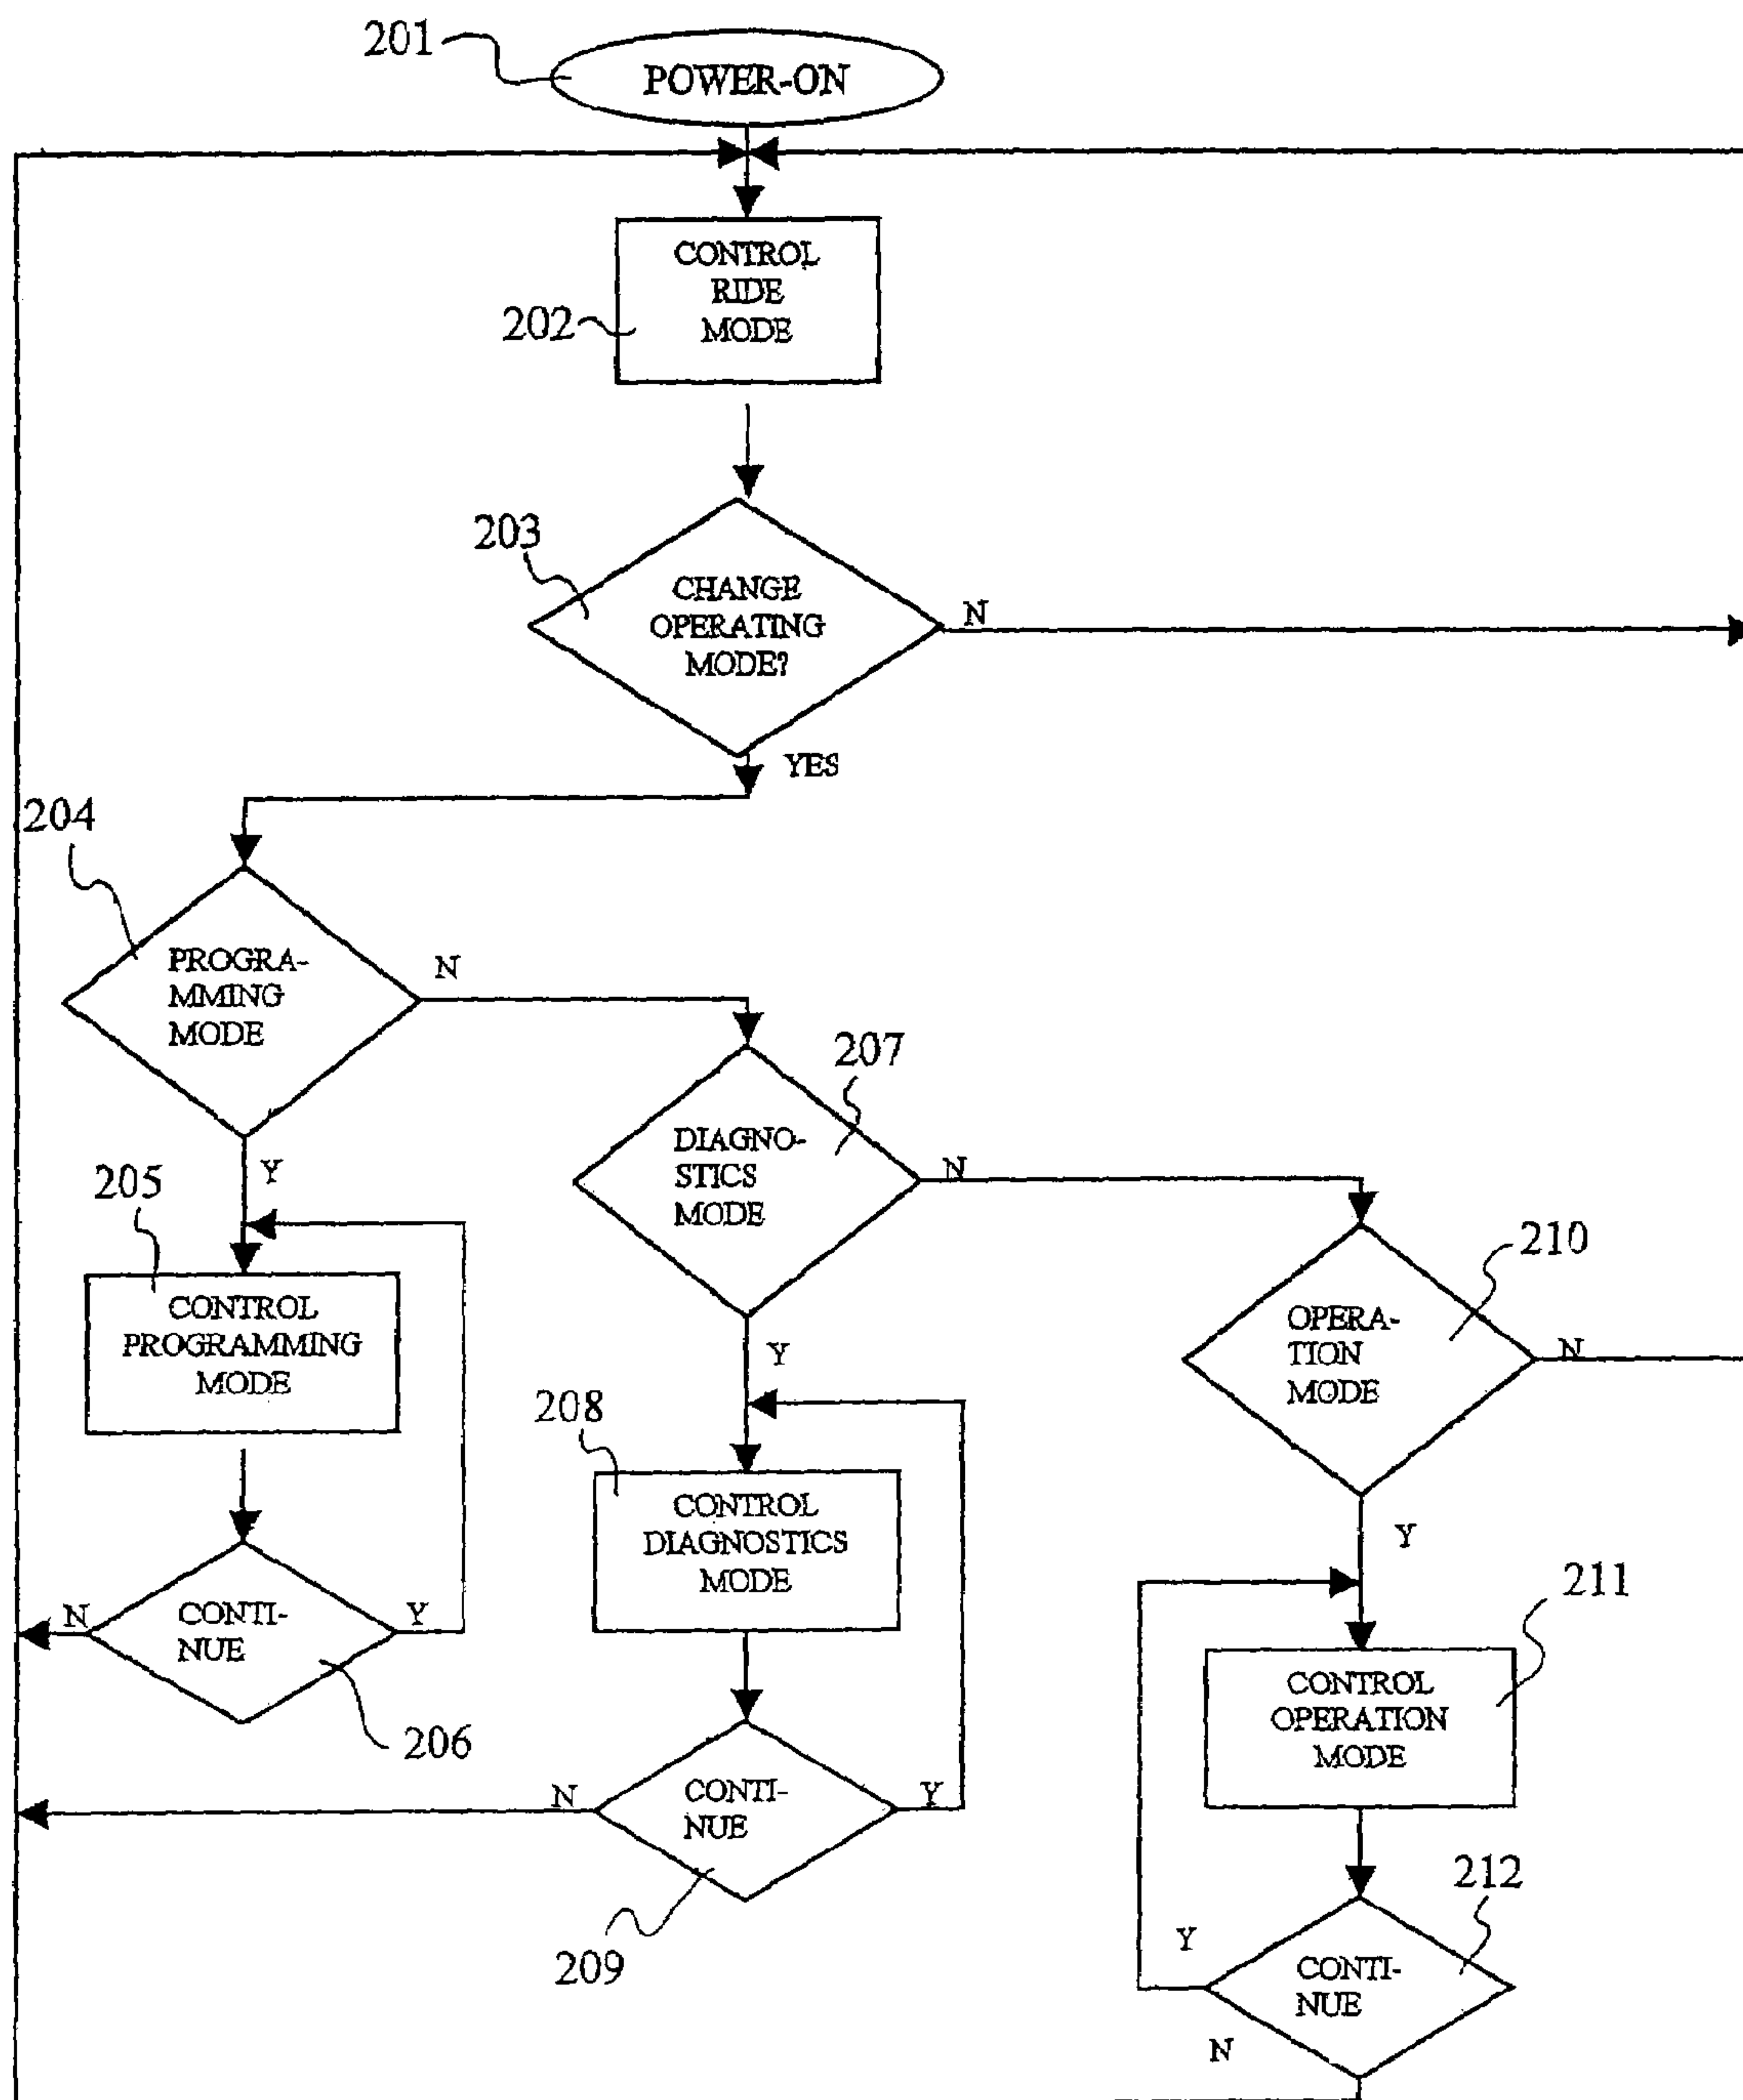 201
POWER-ON
CONTROL
RIDE
MODE
202
203
CHANGE
OPERATING
MODE?
N
YES
204
PROGRA-
MMING
MODE
N
Y
207
DIAGNO-
STICS
MODE
N
Y
205
CONTROL
PROGRAMMING
MODE
210
OPERA-
TION
MODE
N
Y
208
CONTROL
DIAGNOSTICS
MODE
N
CONTI-
NUE
Y
206
211
CONTROL
OPERATION
MODE
N
CONTI-
NUE
Y
209
212
Y
CONTI-
NUE
N